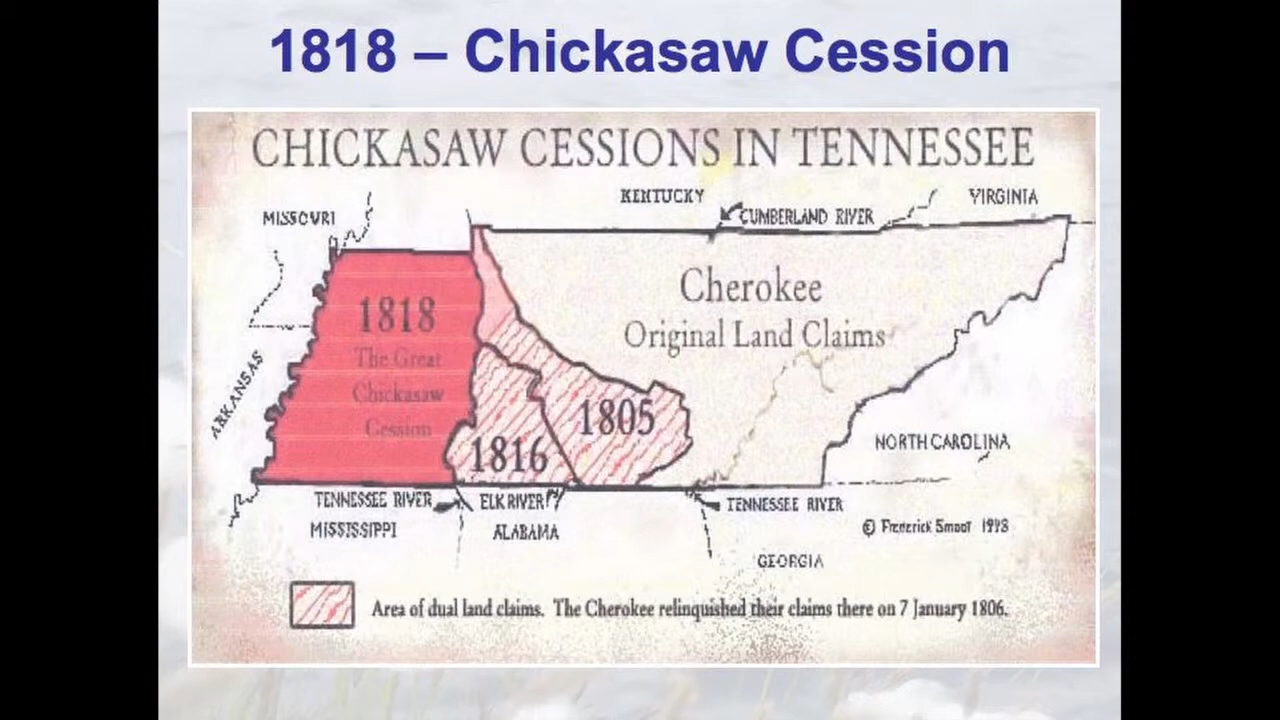 1818 – Chickasaw Cession
CHICKASAW CESSIONS IN TENNESSEE
KENTUCKY
VIRGINIA
MISSOURI
CUMBERLAND RIVER
Cherokee
Original Land Claims
1818
The Great
Chickasaw
Cession
ARKANSAS
1805
1816
NORTH CAROLINA
TENNESSEE RIVER
ELK RIVER
TENNESSEE RIVER
MISSISSIPPI
ALABAMA
© Frederick Smoot 1998
GEORGIA
Area of dual land claims. The Cherokee relinquished their claims there on 7 January 1806.